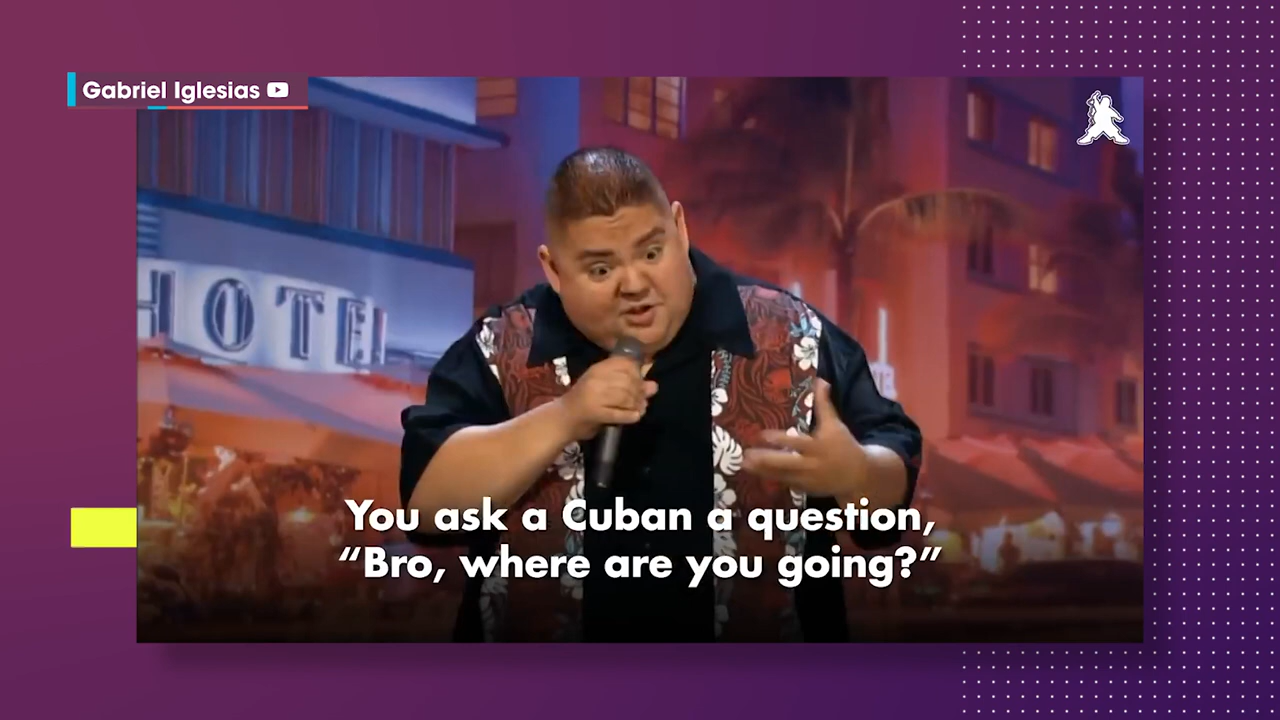 Gabriel Iglesias
HOTEL
You ask a Cuban a question,
“Bro, where are you going?”